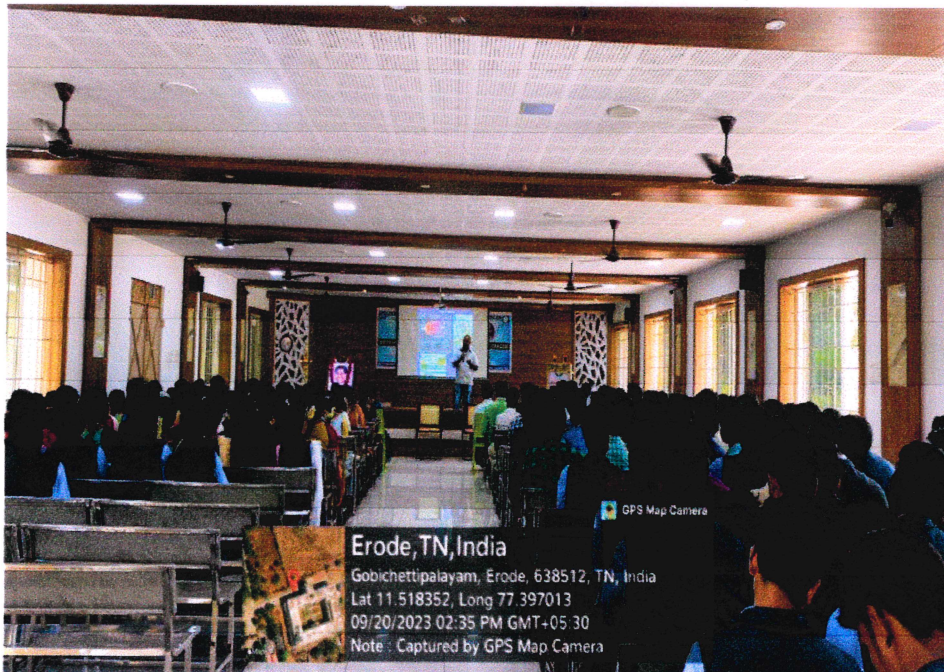 GPS Map Camera
Erode,TN,India
Gobichettipalayam, Erode, 638512, TN, India
Lat 11.518352, Long 77.397013
09/20/2023 02:35 PM GMT+05:30
Note : Captured by GPS Map Camera